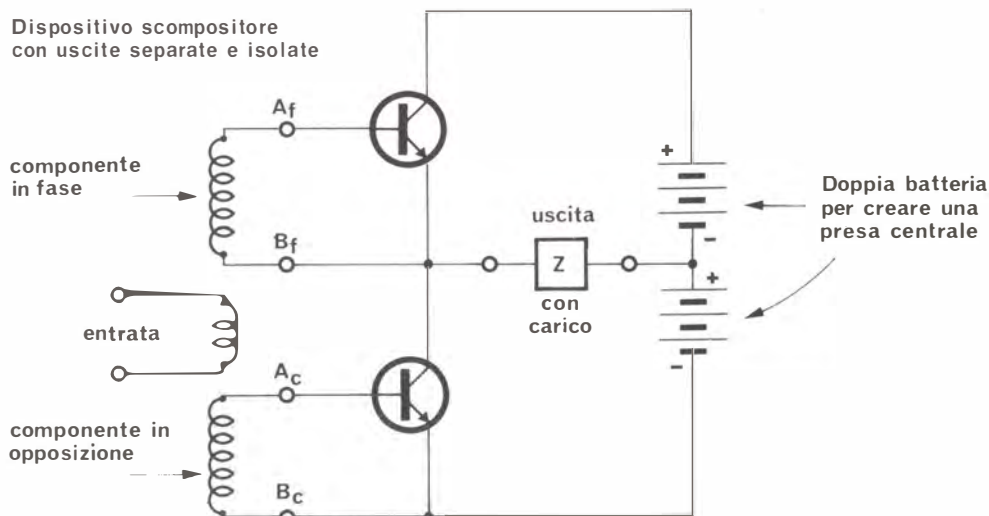 Dispositivo scompositore
con uscite separate e isolate
Af
componente
in fase
Bf
uscita
Z
con
carico
+
-
+
-
Doppia batteria
per creare una
presa centrale
entrata
Ac
componente in
opposizione
Bc